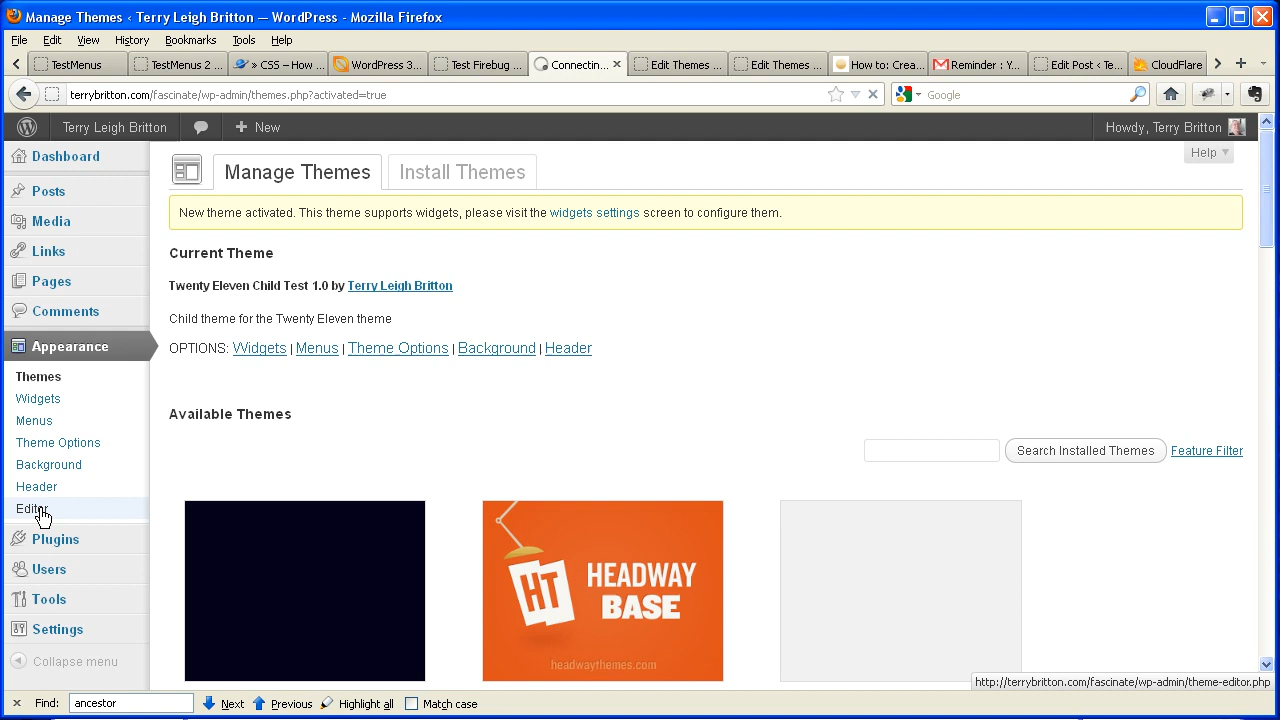 Manage Themes ‹ Terry Leigh Britton — WordPress - Mozilla Firefox
File Edit View History Bookmarks Tools Help
TestMenus TestMenus 2 ... CSS – How ... WordPress 3... Test Firebug ... Connectin... Edit Themes ... Edit Themes ... How to: Crea... Reminder : Y... Edit Post ‹ Te... CloudFlare
terrybritton.com/fascinate/wp-admin/themes.php?activated=true
Google
Terry Leigh Britton
New
Howdy, Terry Britton
Help
Dashboard
Posts
Media
Links
Pages
Comments
Appearance
Themes
Widgets
Menus
Theme Options
Background
Header
Editor
Plugins
Users
Tools
Settings
Collapse menu
Manage Themes
Install Themes
New theme activated. This theme supports widgets, please visit the widgets settings screen to configure them.
Current Theme
Twenty Eleven Child Test 1.0 by Terry Leigh Britton
Child theme for the Twenty Eleven theme
OPTIONS: Widgets | Menus | Theme Options | Background | Header
Available Themes
Search Installed Themes
Feature Filter
HT
HEADWAY
BASE
headwaythemes.com
http://terrybritton.com/fascinate/wp-admin/theme-editor.php
Find: ancestor Next Previous Highlight all Match case